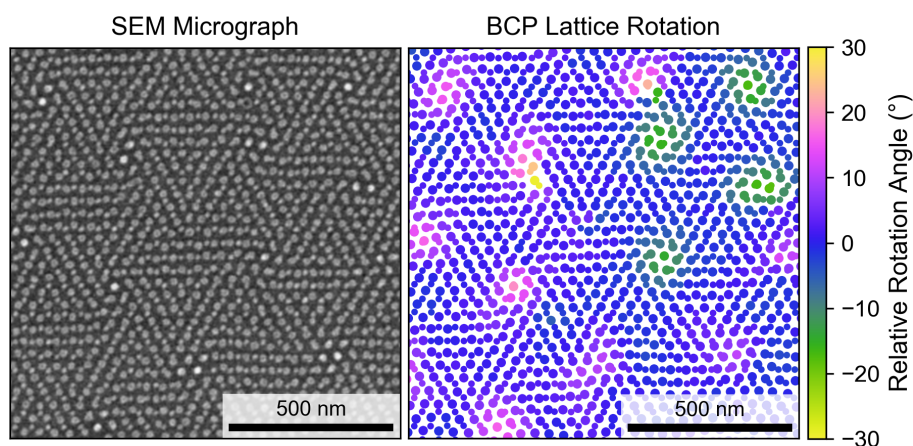 SEM Micrograph
BCP Lattice Rotation
500 nm
500 nm
30
20
10
0
−10
−20
−30
Relative Rotation Angle (°)